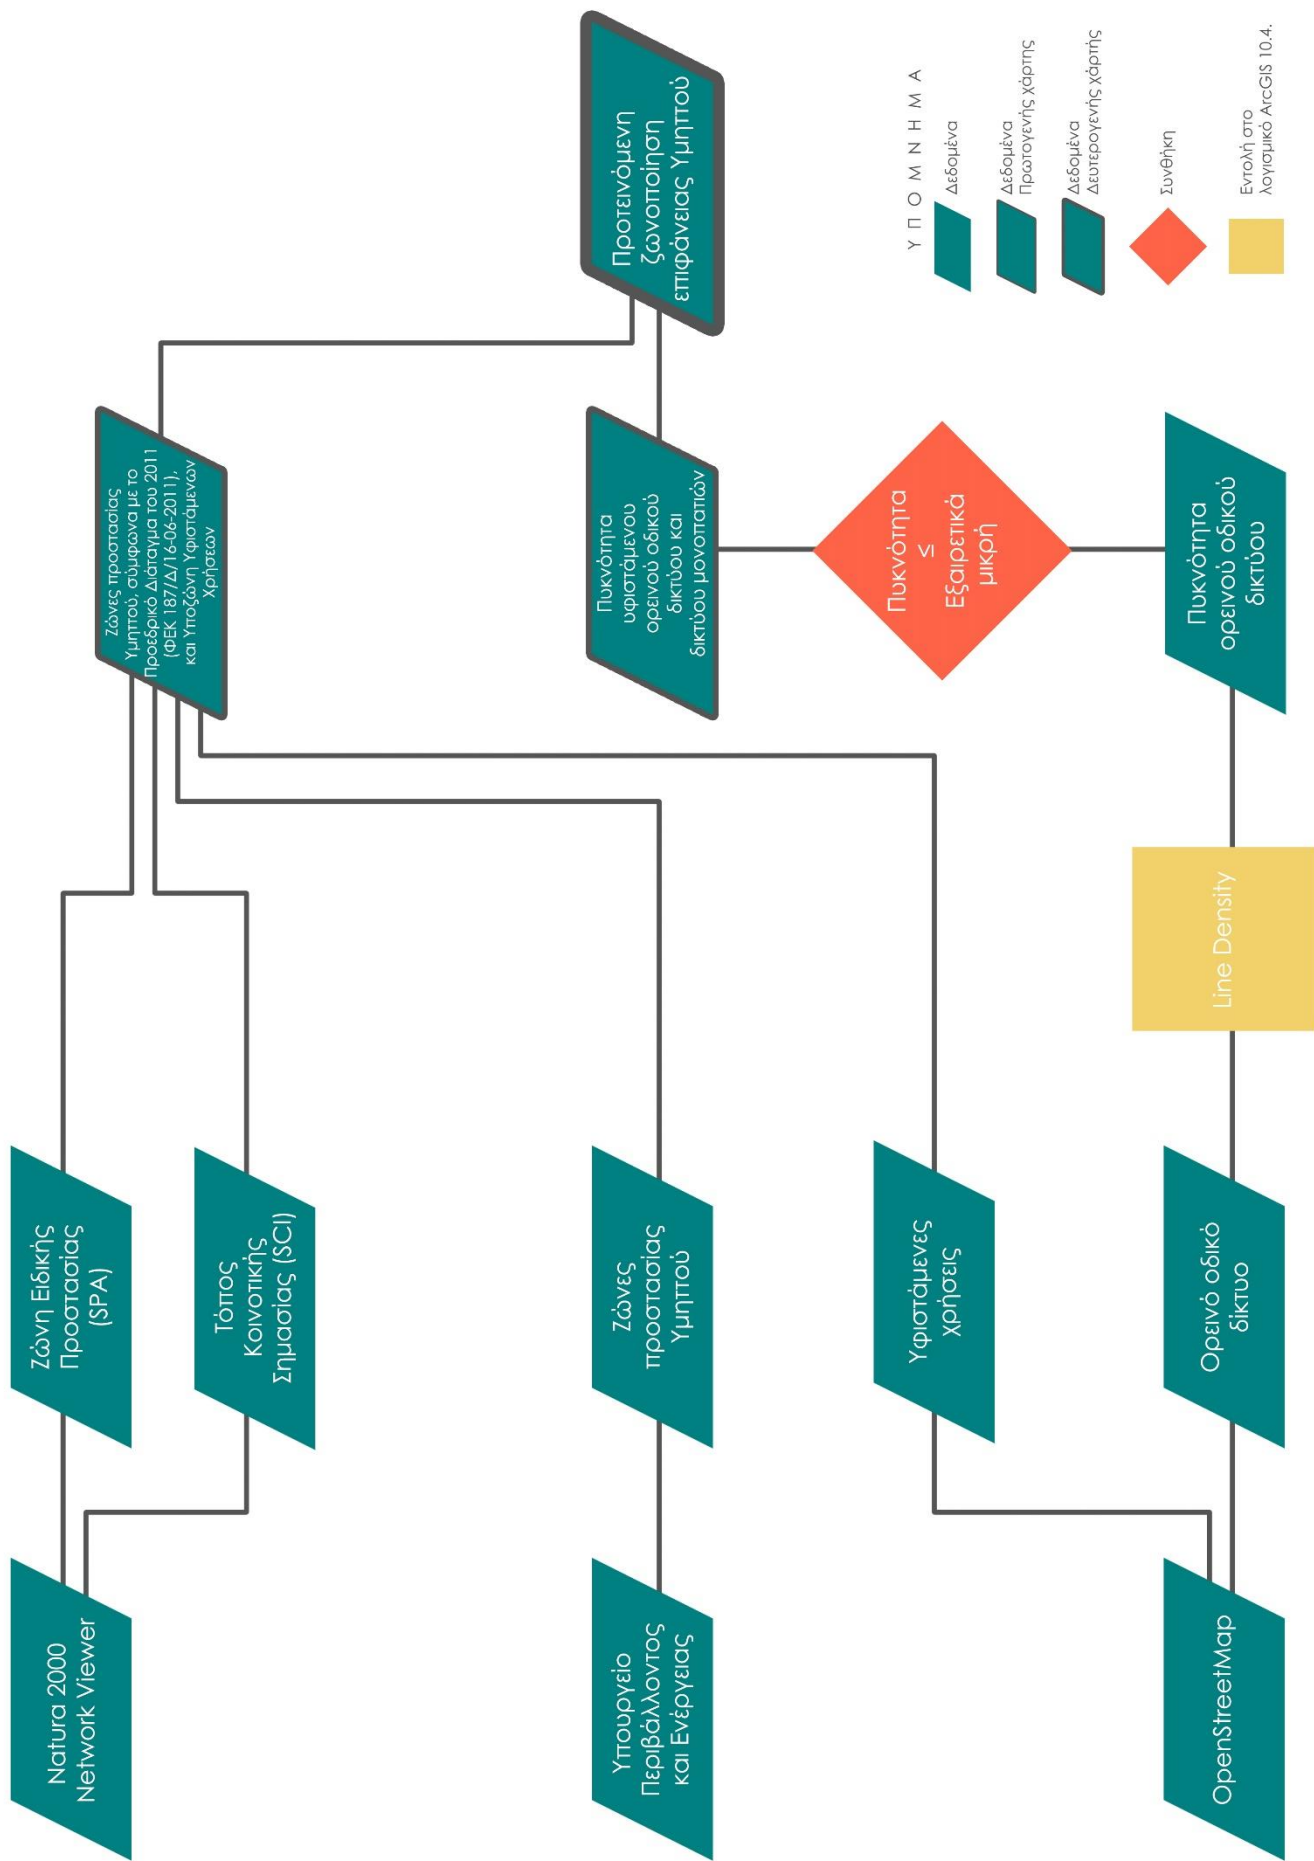 Natura 2000
Network Viewer
Ζώνη Ειδικής
Προστασίας
(SPA)
Τόπος
Κοινοτικής
Σημασίας (SCI)
Ζώνες προστασίας
Υμηττού, σύμφωνα με το
Προεδρικό Διάταγμα του 2011
(ΦΕΚ 187/Δ/16-06-2011),
και Υποζώνη Υφιστάμενων
Χρήσεων
Υπουργείο
Περιβάλλοντος
και Ενέργειας
Ζώνες
προστασίας
Υμηττού
Πυκνότητα
υφιστάμενου
ορεινού οδικού
δικτύου και
δικτύου μονοπατιών
Προτεινόμενη
ζωνοποίηση
επιφάνειας Υμηττού
Υφιστάμενες
χρήσεις
Πυκνότητα
≤
Εξαιρετικά
μικρή
OpenStreetMap
Ορεινό οδικό
δίκτυο
Line Density
Πυκνότητα
ορεινού οδικού
δικτύου
ΥΠΟΜΝΗΜΑ
Δεδομένα
Δεδομένα
Πρωτογενής χάρτης
Δεδομένα
Δευτερογενής χάρτης
Συνθήκη
Εντολή στο
λογισμικό ArcGIS 10.4.